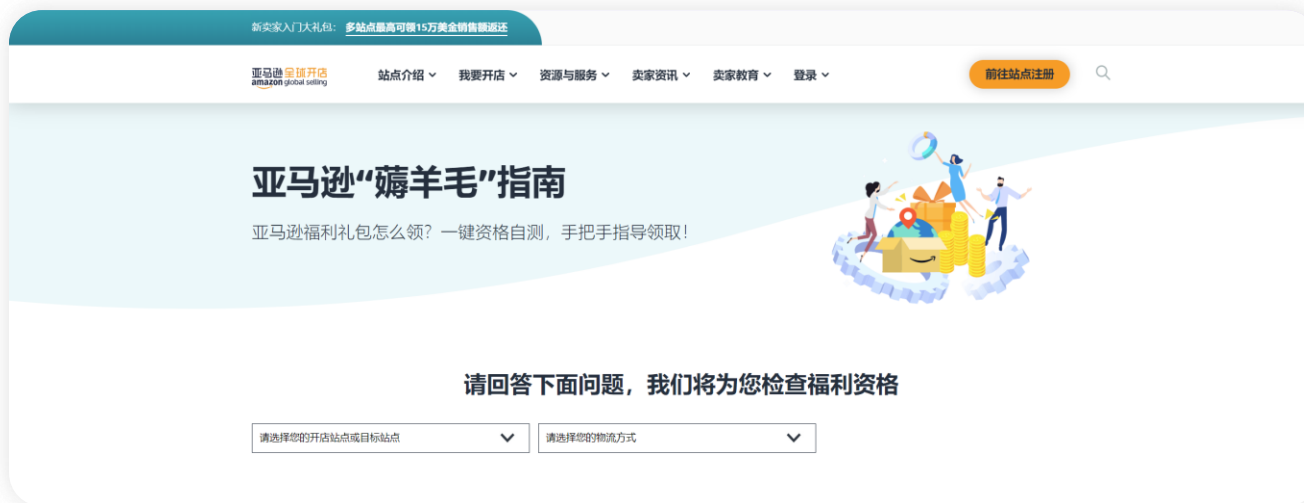 新卖家入门大礼包： 多站点最高可领15万美金销售额返还
亚马逊全球开店
amazon global selling
站点介绍 我要开店 资源与服务 卖家资讯 卖家教育 登录 前往站点注册
亚马逊“薅羊毛”指南
亚马逊福利礼包怎么领？一键资格自测，手把手指导领取！
请回答下面问题，我们将为您检查福利资格
请选择您的开店站点或目标站点 请选择您的物流方式